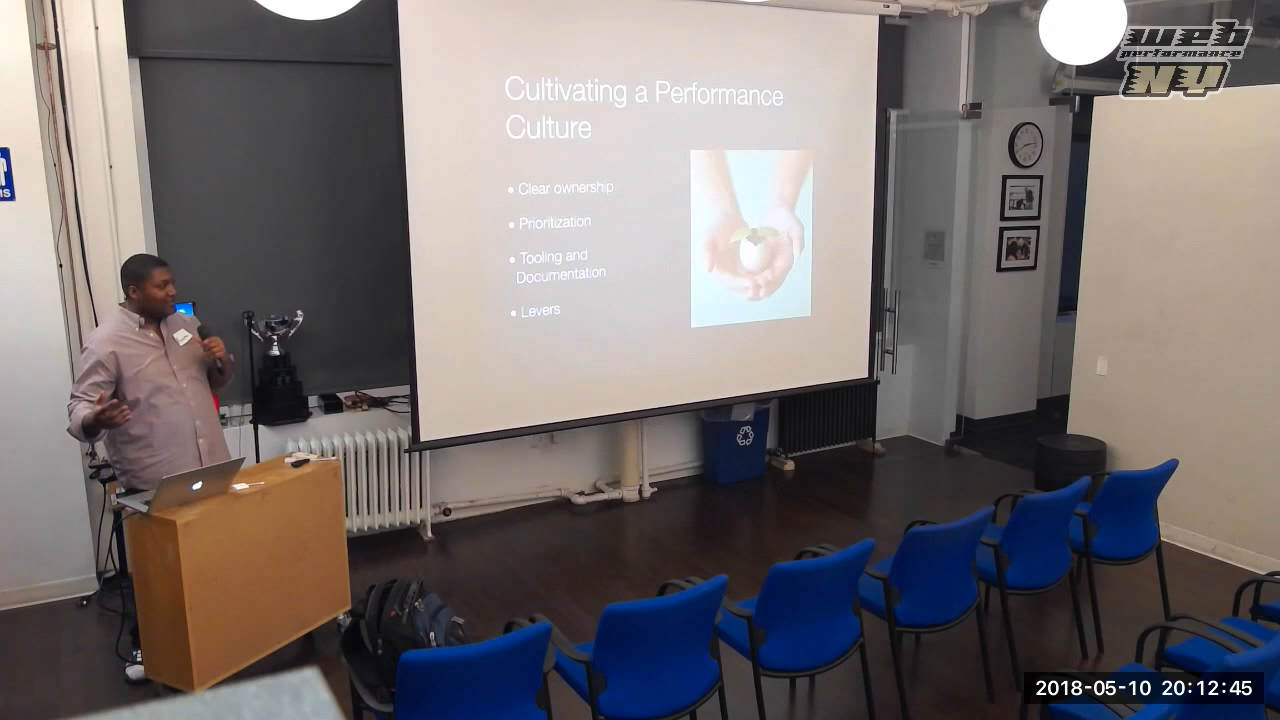 web
performance
NY
Cultivating a Performance
Culture
• Clear ownership
• Prioritization
• Tooling and
Documentation
• Levers
2018-05-10 20:12:45